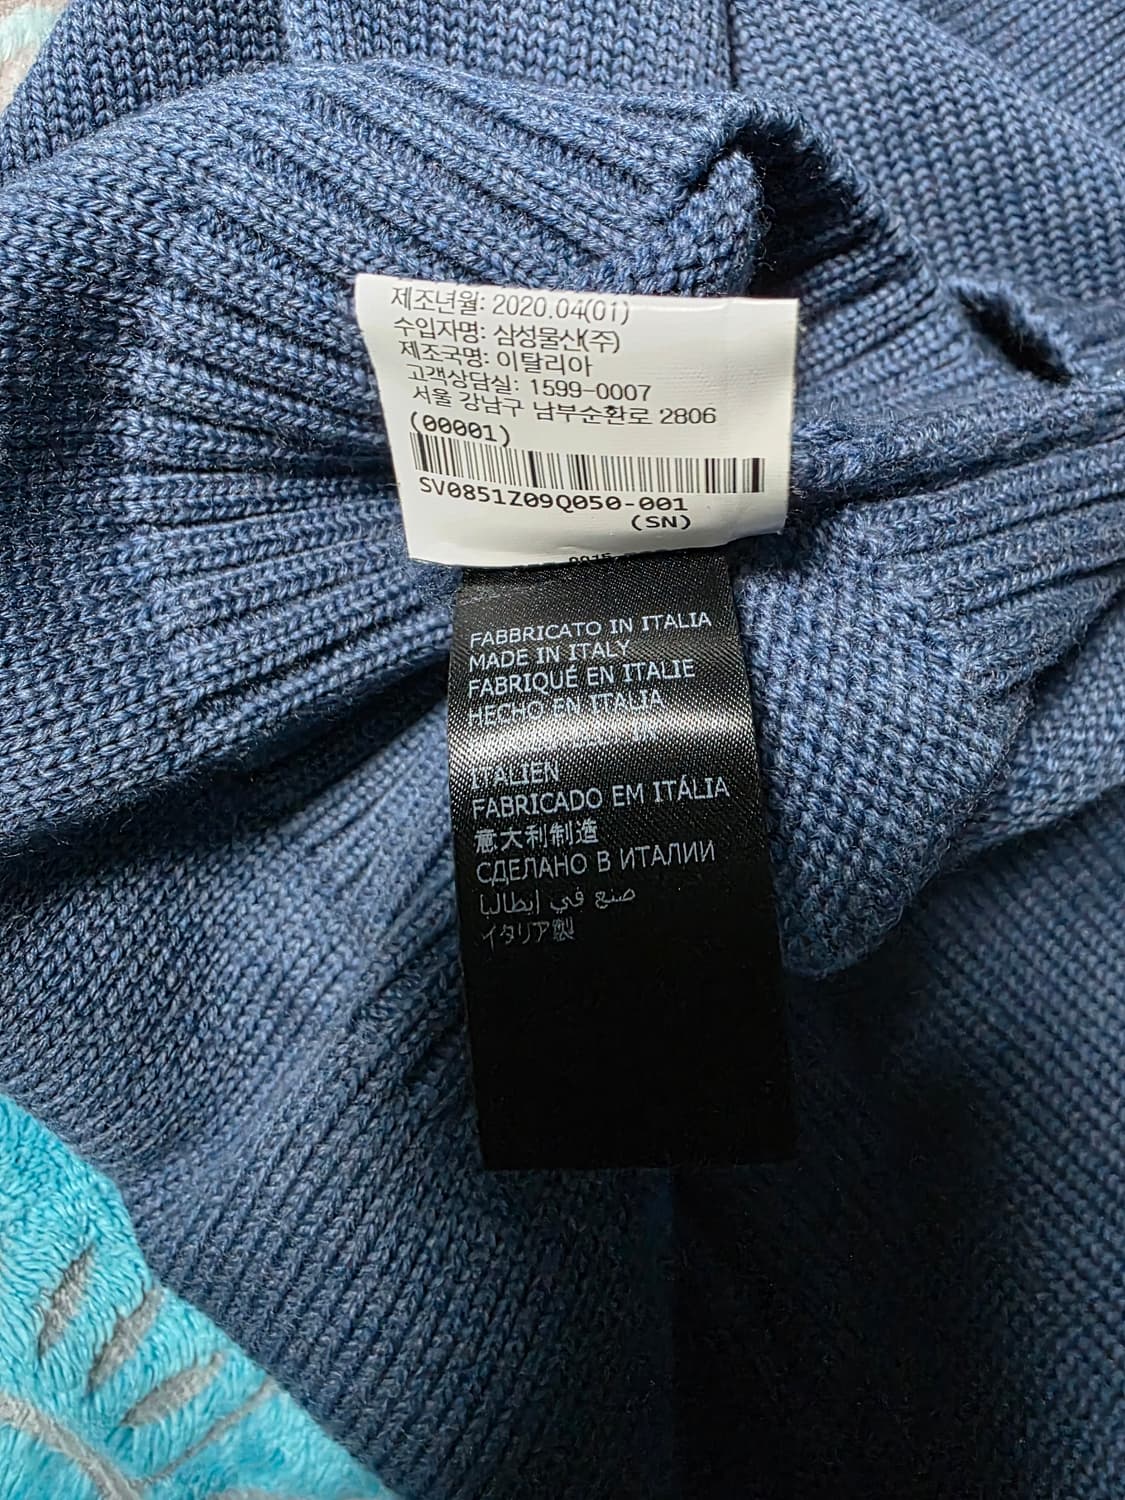 제조년월: 2020.04(01)
수입자명: 삼성물산(주)
제조국명: 이탈리아
고객상담실: 1599-0007
서울 강남구 남부순환로 2806
(00001)
SV0851Z09Q050-001
(SN)
FABBRICATO IN ITALIA
MADE IN ITALY
FABRIQUÉ EN ITALIE
HECHO EN ITALIA
ITALIEN
FABRICADO EM ITÁLIA
意大利制造
СДЕЛАНО В ИТАЛИИ
صنع في إيطاليا
イタリア製